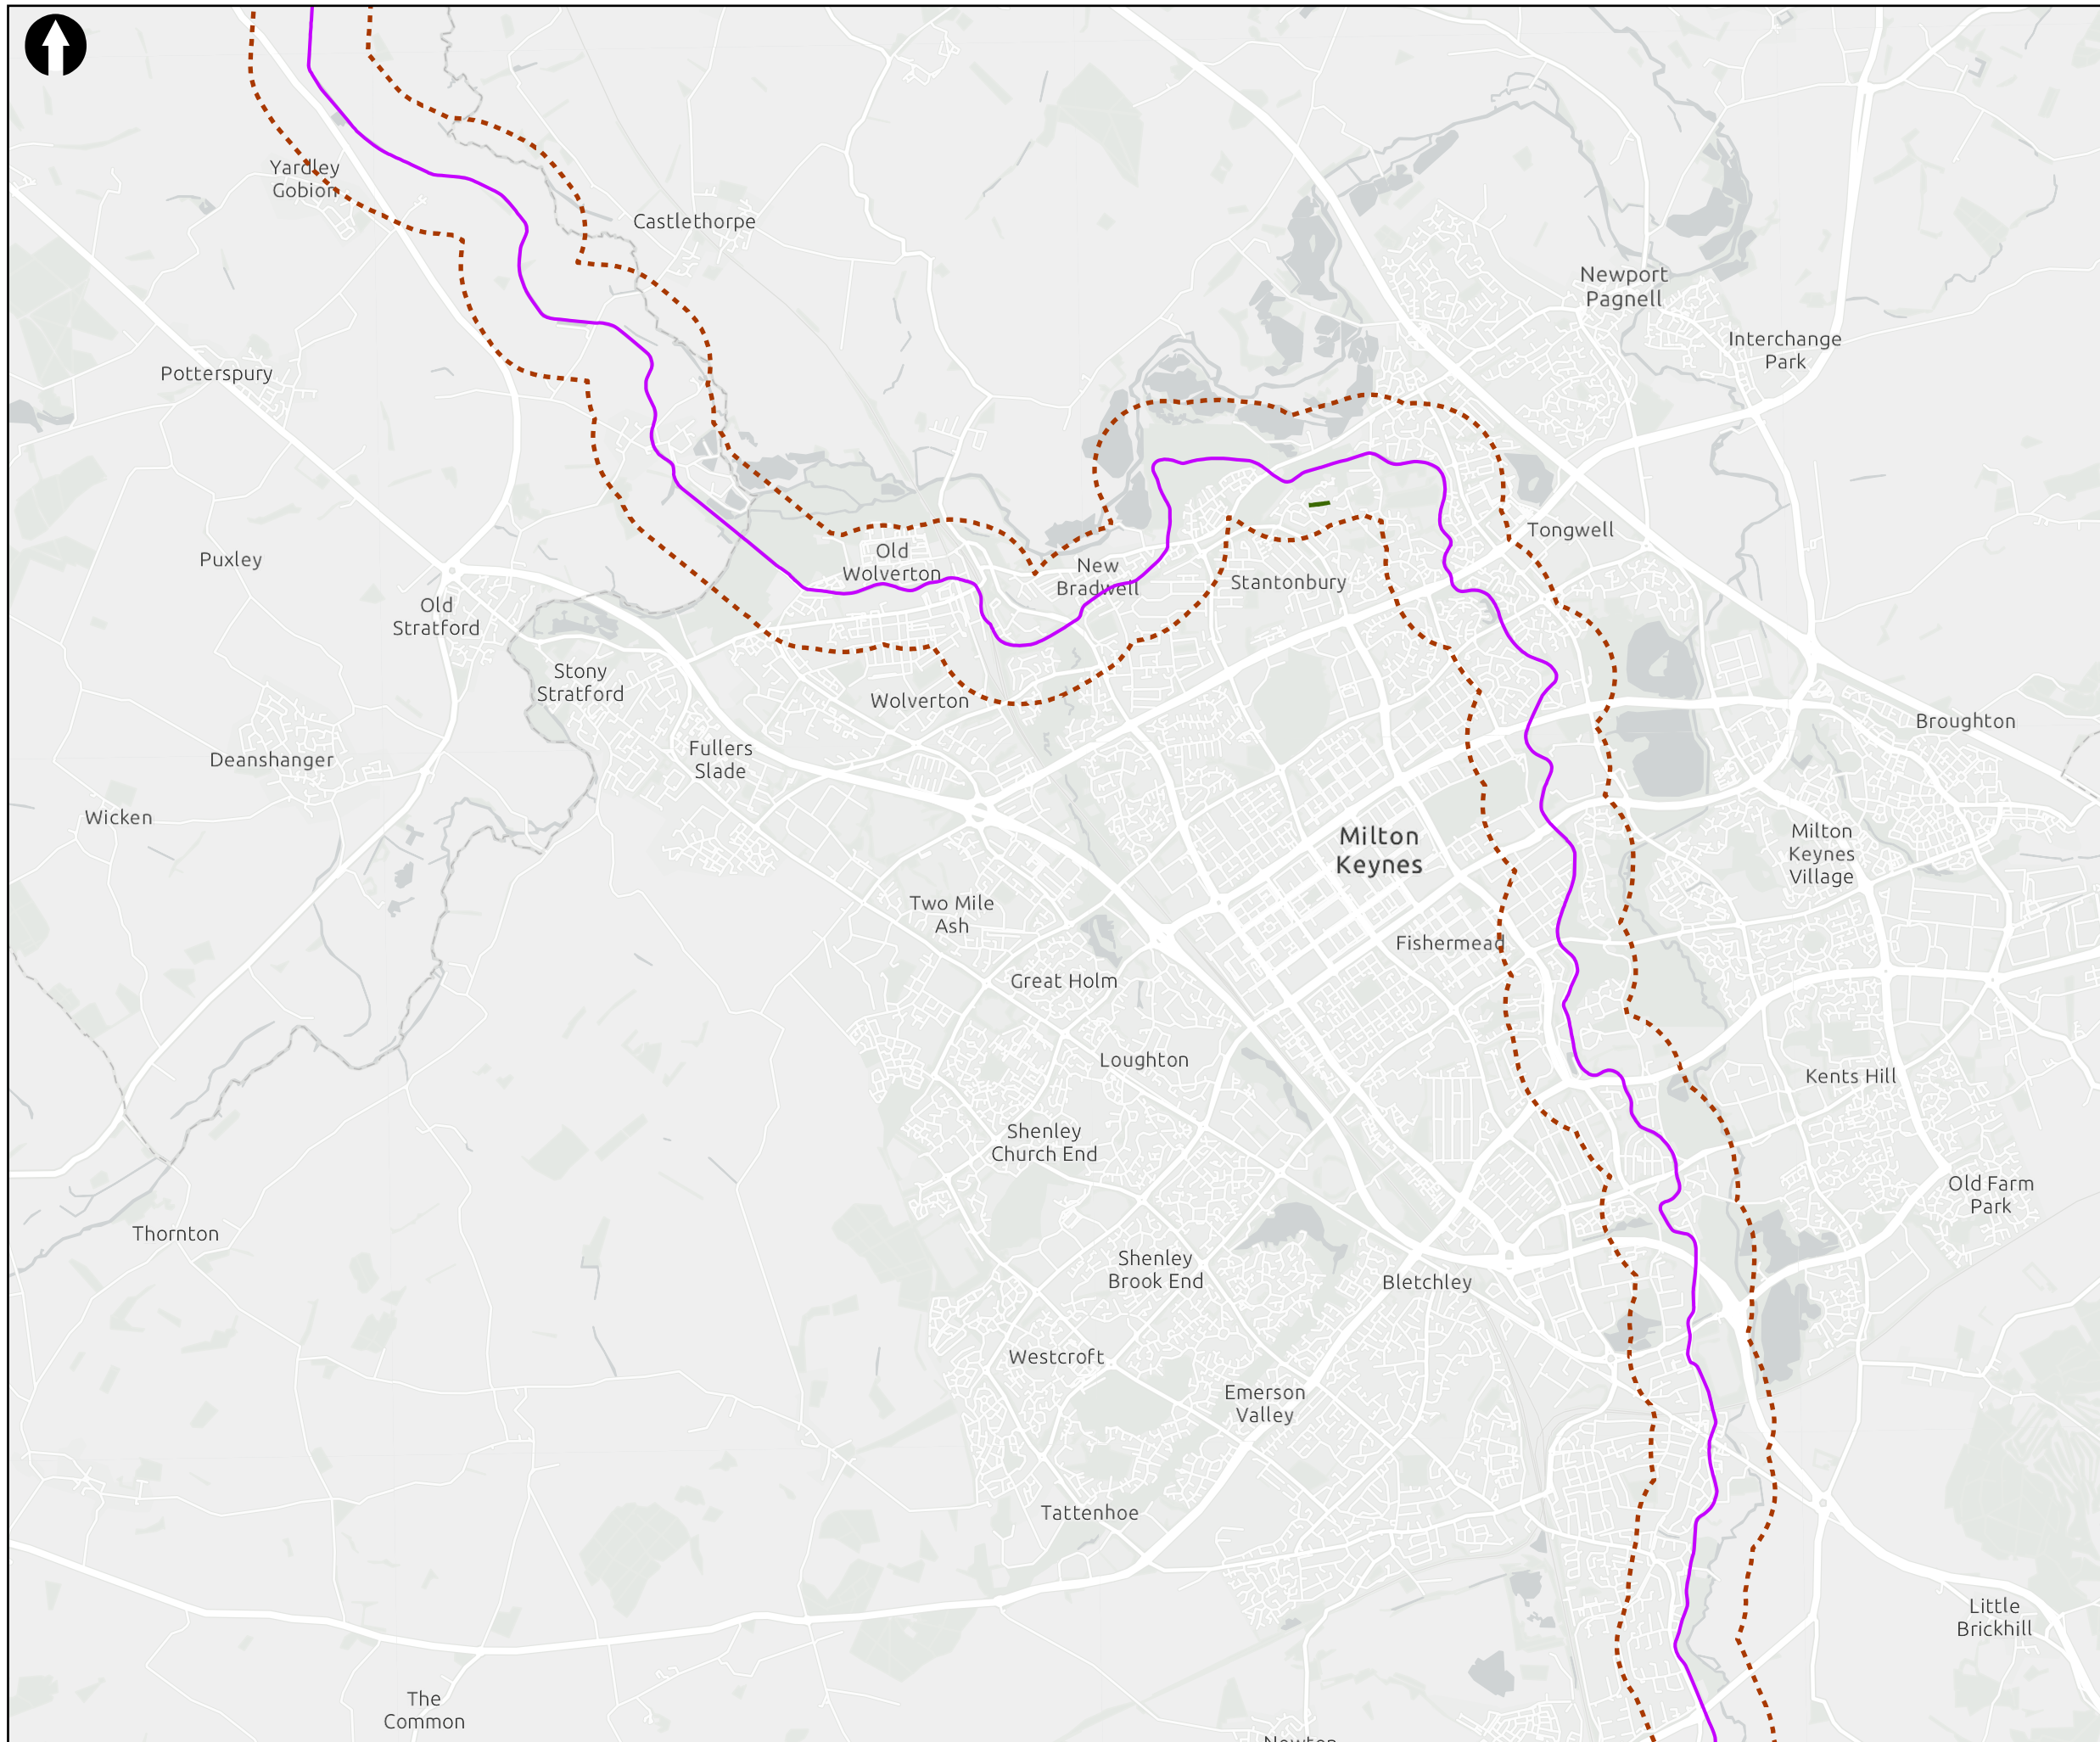 Yardley
Gobion
Castlethorpe
Newport
Pagnell
Interchange
Park
Potterspury
Tongwell
Old
Wolverton
New
Bradwell
Stantonbury
Puxley
Old
Stratford
Stony
Stratford
Wolverton
Broughton
Fullers
Slade
Deanshanger
Wicken
Milton
Keynes
Milton
Keynes
Village
Two Mile
Ash
Fishermead
Great Holm
Loughton
Kents Hill
Shenley
Church End
Old Farm
Park
Thornton
Shenley
Brook End
Bletchley
Westcroft
Emerson
Valley
Tattenhoe
Little
Brickhill
The
Common
Newton